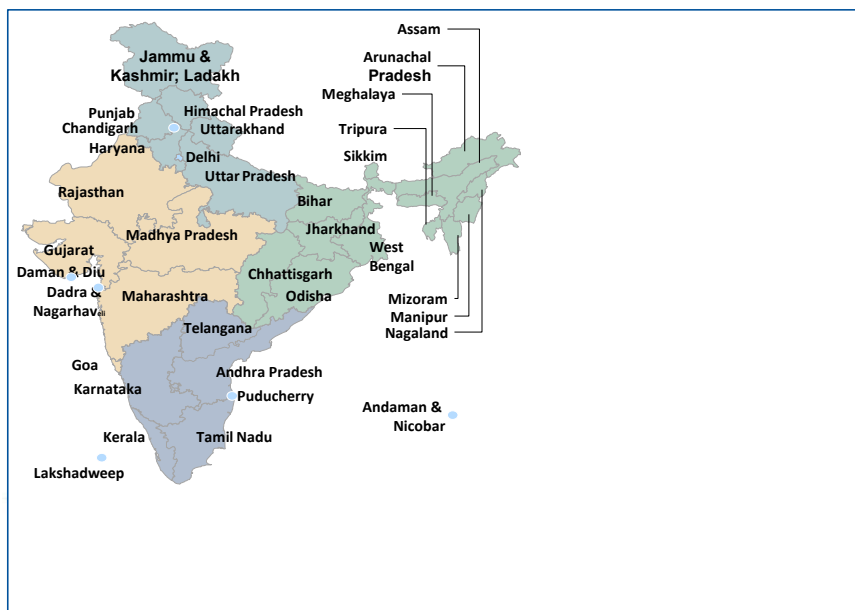 Assam
Jammu &
Kashmir; Ladakh
Arunachal
Pradesh
Meghalaya
Punjab
Himachal Pradesh
Chandigarh
Uttarakhand
Tripura
Haryana
Delhi
Sikkim
Uttar Pradesh
Rajasthan
Bihar
Jharkhand
Madhya Pradesh
West
Bengal
Gujarat
Daman & Diu
Chhattisgarh
Dadra &
Nagarhaveli
Maharashtra
Odisha
Mizoram
Manipur
Nagaland
Telangana
Goa
Andhra Pradesh
Karnataka
Puducherry
Andaman &
Nicobar
Kerala
Tamil Nadu
Lakshadweep